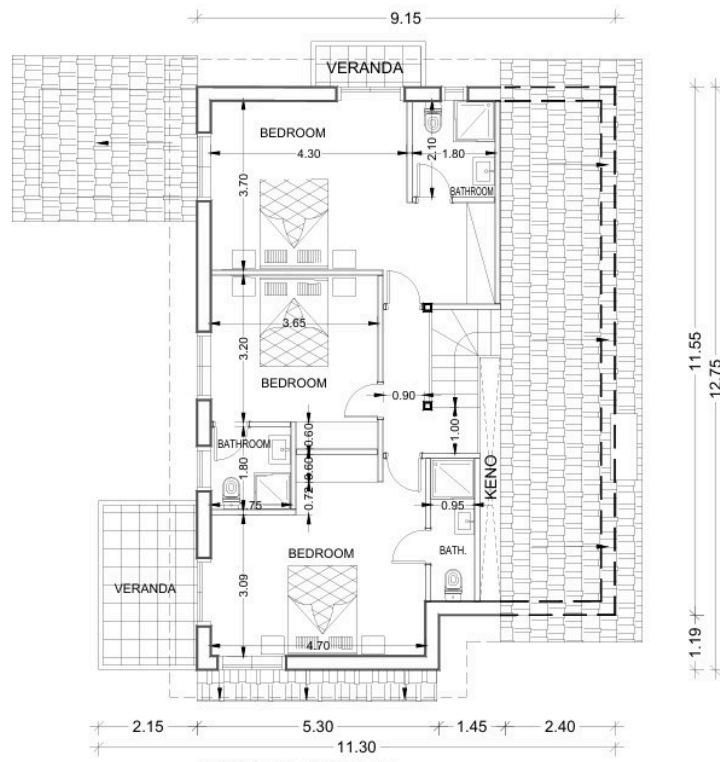 9.15
VERANDA
BEDROOM
4.30
2.10
1.80
BATHROOM
3.70
3.65
3.20
BEDROOM
0.90
11.55
12.75
1.00
0.60
BATHROOM
1.80
0.60
KENO
1.75
0.72
0.95
BEDROOM
BATH.
VERANDA
3.09
4.70
1.19
2.15
5.30
1.45
2.40
11.30